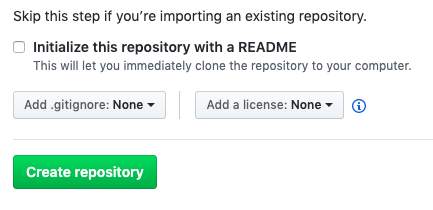 Skip this step if you’re importing an existing repository.
Initialize this repository with a README
This will let you immediately clone the repository to your computer.
Add .gitignore: None
Add a license: None
Create repository